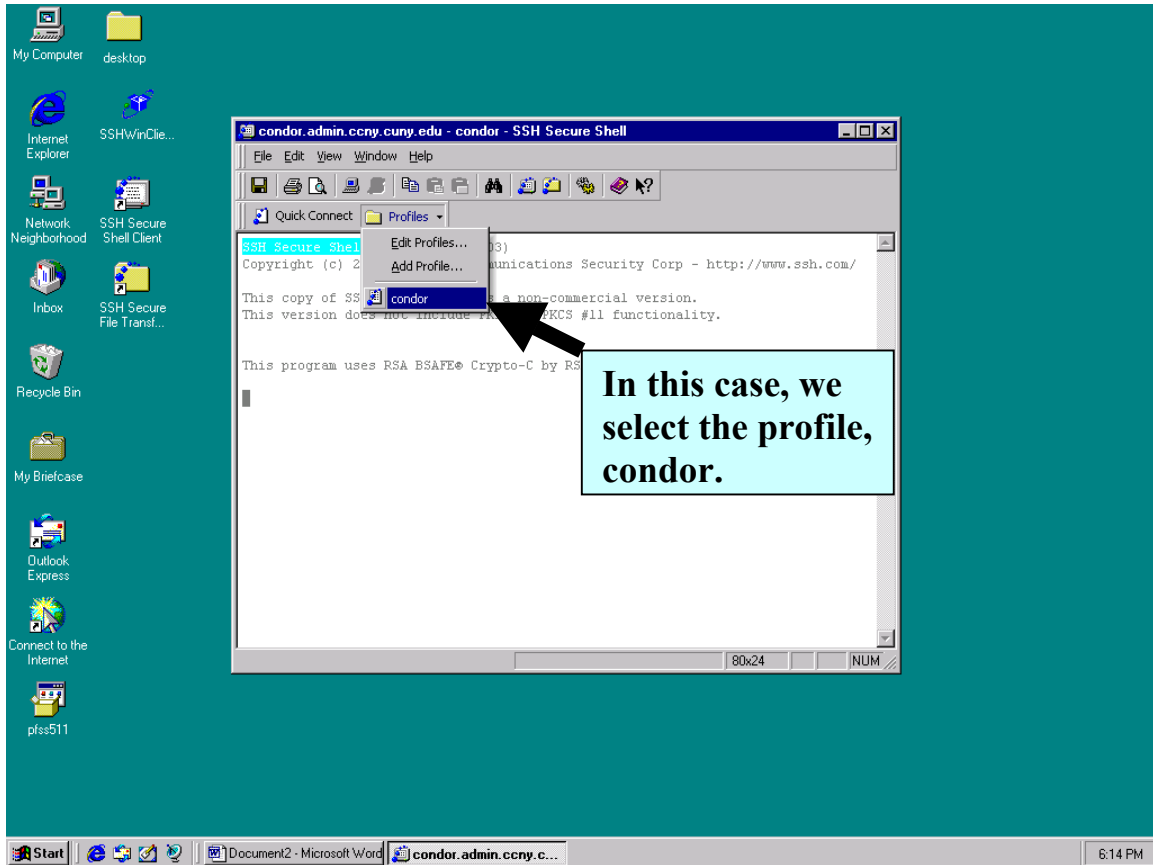 My Computer
desktop
Internet
Explorer
SSHWinClie...
Network
Neighborhood
SSH Secure
Shell Client
Inbox
SSH Secure
File Transf...
Recycle Bin
My Briefcase
Outlook
Express
Connect to the
Internet
pfss511
condor.admin.ccny.cuny.edu - condor - SSH Secure Shell
File Edit View Window Help
Quick Connect Profiles
Edit Profiles...
Add Profile...
condor
SSH Secure Shel
Copyright (c) 2 unications Security Corp - http://www.ssh.com/
This copy of SS s a non-commercial version.
This version does not include PKCS #11 functionality.
This program uses RSA BSAFE® Crypto-C by RS
In this case, we
select the profile,
condor.
80x24 NUM
Start Document2 - Microsoft Word condor.admin.ccny.c... 6:14 PM